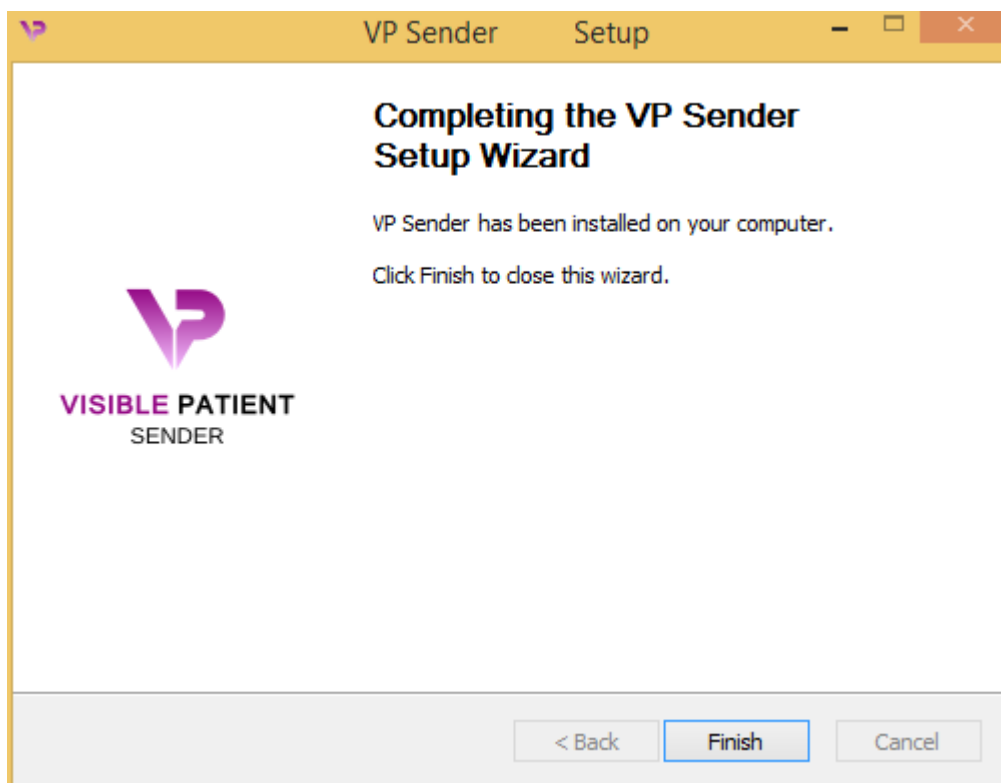 VP Sender Setup
Completing the VP Sender
Setup Wizard
VP Sender has been installed on your computer.
Click Finish to close this wizard.
VP
VISIBLE PATIENT
SENDER
< Back
Finish
Cancel